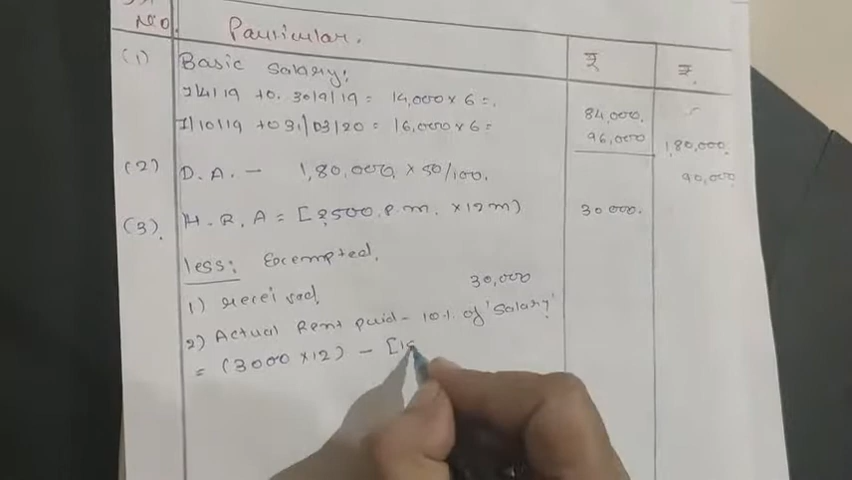 No. Particular. ₹ ₹.
(1) Basic Salary:
1/4/19 to. 30/9/19 = 14,000 × 6 =. 84,000.
1/10/19 to 31/03/20 = 16,000 × 6 = 96,000 1,80,000.
(2) D.A. - 1,80,000 × 50/100. 90,000.
(3). H.R.A = [2500.p.m. × 12m) 30000.
less: Excempted.
1) received 30,000
2) Actual Rent paid - 10% of 'salary'
= (3000 × 12) - [18